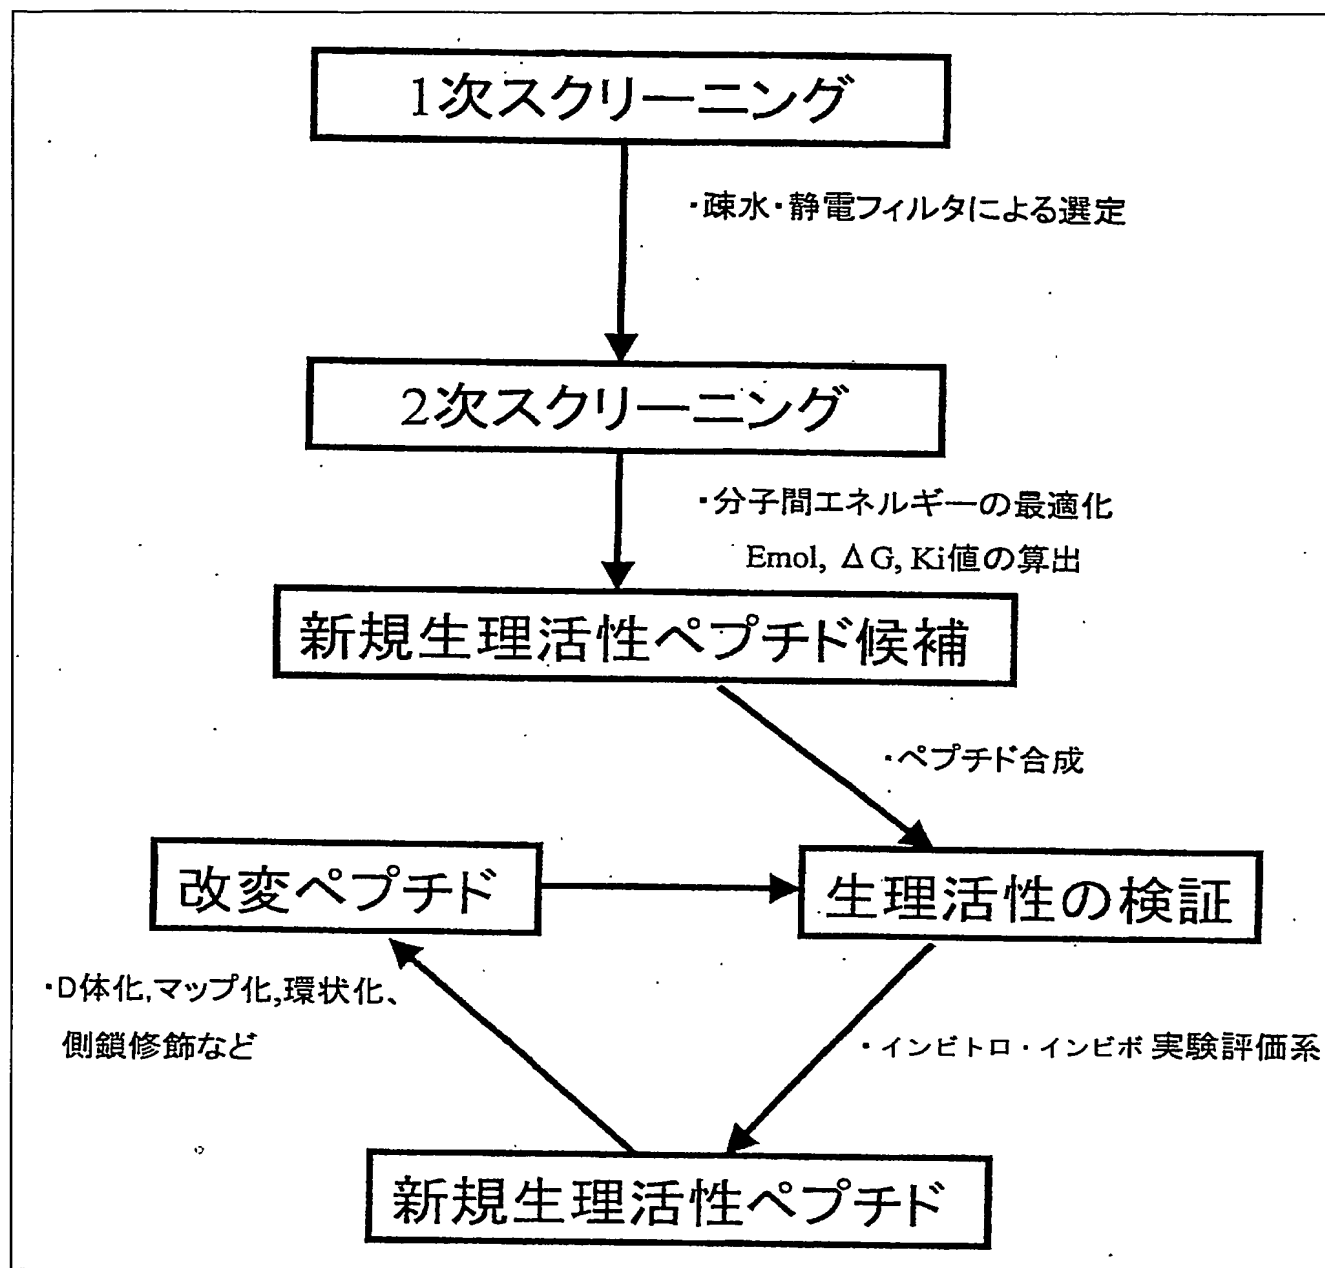 1次スクリーニング
・疎水・静電フィルタによる選定
2次スクリーニング
・分子間エネルギーの最適化
Emol, ΔG, Ki値の算出
新規生理活性ペプチド候補
・ペプチド合成
改変ペプチド
生理活性の検証
・D体化,マップ化,環状化、
側鎖修飾など
・インビトロ・インビボ 実験評価系
新規生理活性ペプチド